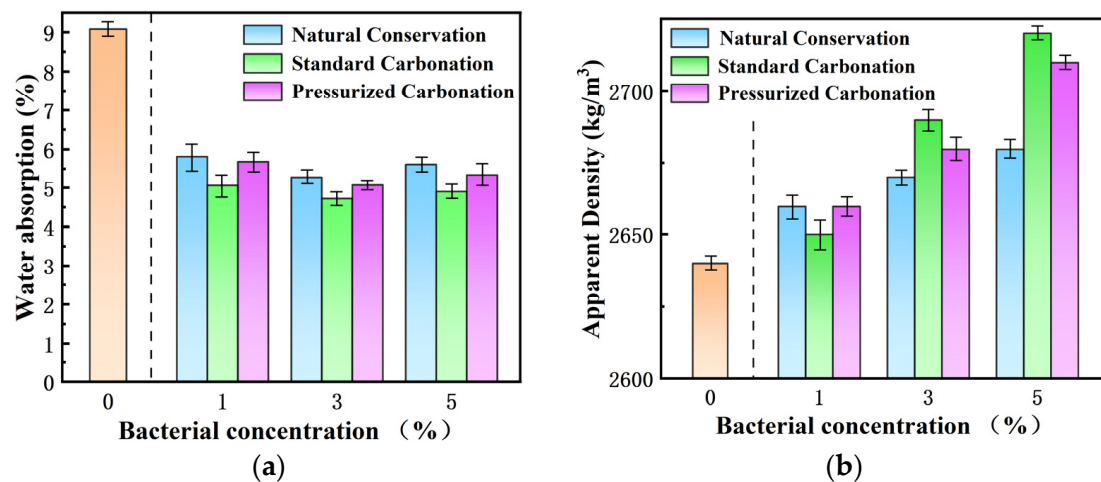 9
8
7
6
5
4
3
2
1
0
Water absorption (%)
Natural Conservation
Standard Carbonation
Pressurized Carbonation
0 1 3 5
Bacterial concentration （%）
(a)
2700
2650
2600
Apparent Density (kg/m³)
Natural Conservation
Standard Carbonation
Pressurized Carbonation
0 1 3 5
Bacterial concentration （%）
(b)